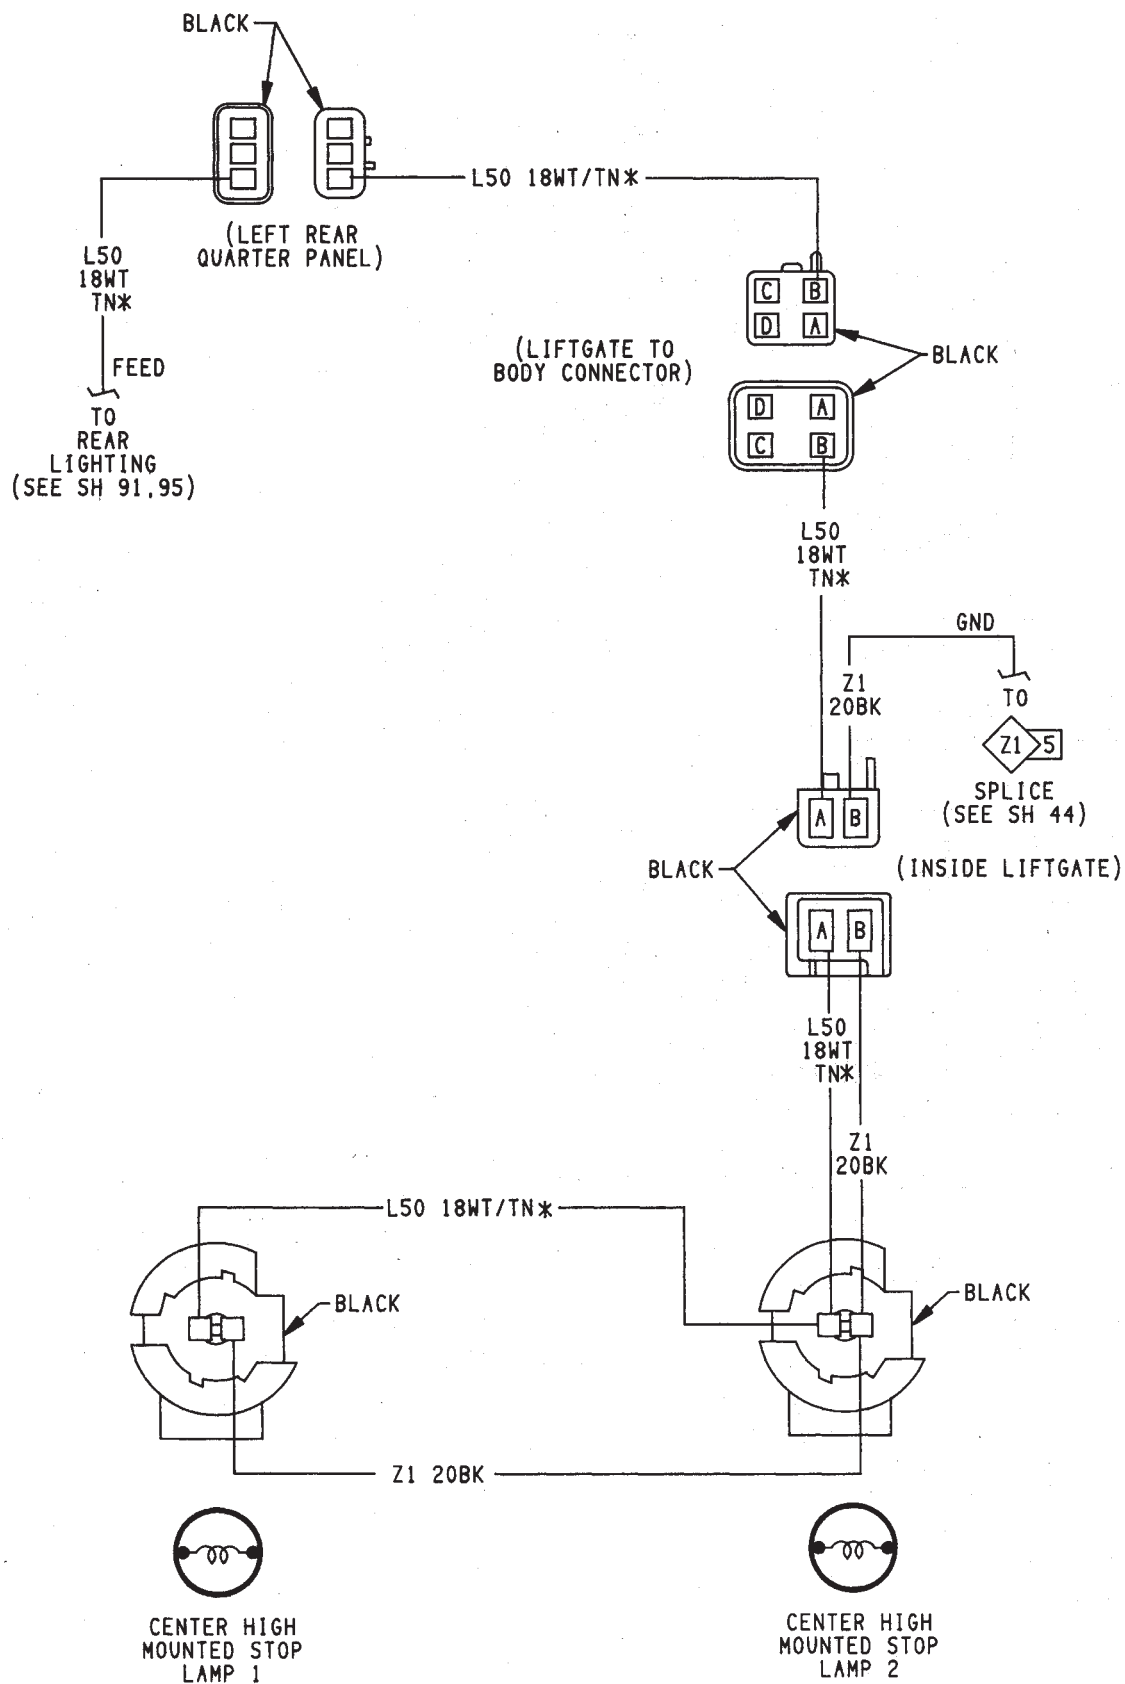 BLACK
L50 18WT/TN*
(LEFT REAR
QUARTER PANEL)
L50
18WT
TN*
FEED
TO
REAR
LIGHTING
(SEE SH 91,95)
C B
D A
(LIFTGATE TO
BODY CONNECTOR)
BLACK
D A
C B
L50
18WT
TN*
GND
Z1
20BK
TO
Z1 5
SPLICE
(SEE SH 44)
A B
BLACK
(INSIDE LIFTGATE)
A B
L50
18WT
TN*
Z1
20BK
L50 18WT/TN*
BLACK
BLACK
Z1 20BK
CENTER HIGH
MOUNTED STOP
LAMP 1
CENTER HIGH
MOUNTED STOP
LAMP 2